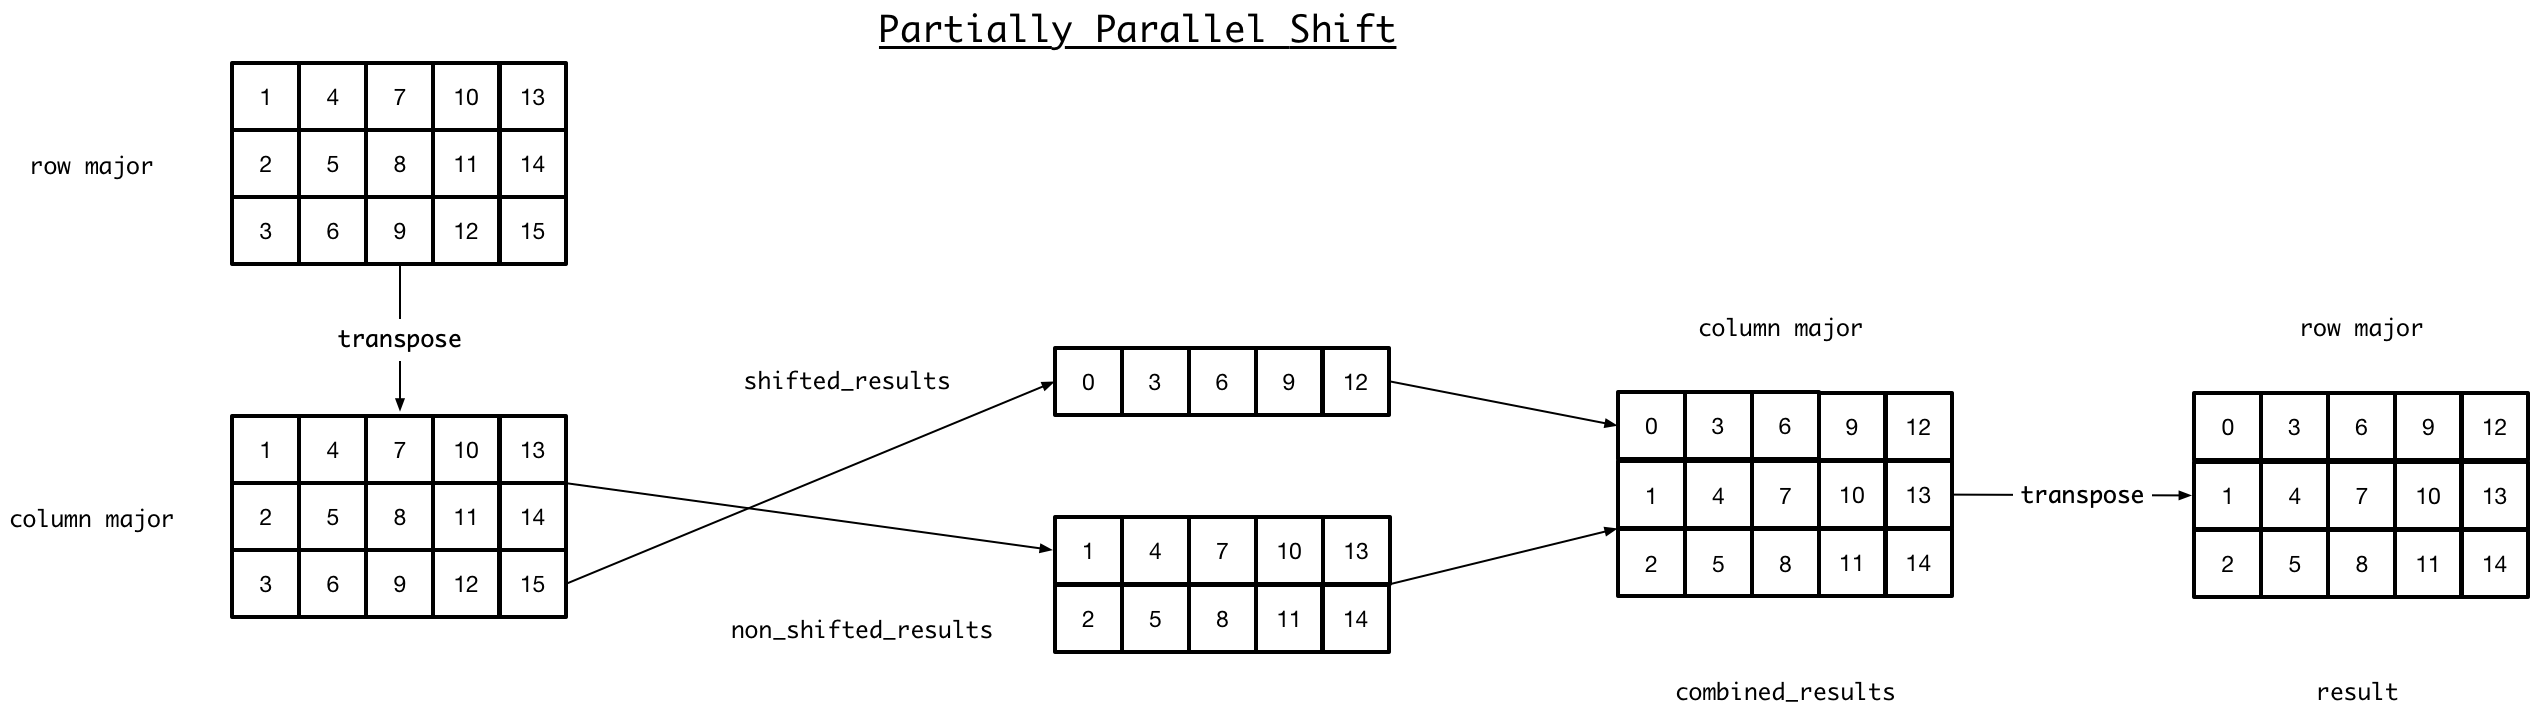 Partially Parallel Shift
row major
1 4 7 10 13
2 5 8 11 14
3 6 9 12 15
transpose
column major
1 4 7 10 13
2 5 8 11 14
3 6 9 12 15
shifted_results
0 3 6 9 12
non_shifted_results
1 4 7 10 13
2 5 8 11 14
column major
0 3 6 9 12
1 4 7 10 13
2 5 8 11 14
combined_results
transpose
row major
0 3 6 9 12
1 4 7 10 13
2 5 8 11 14
result